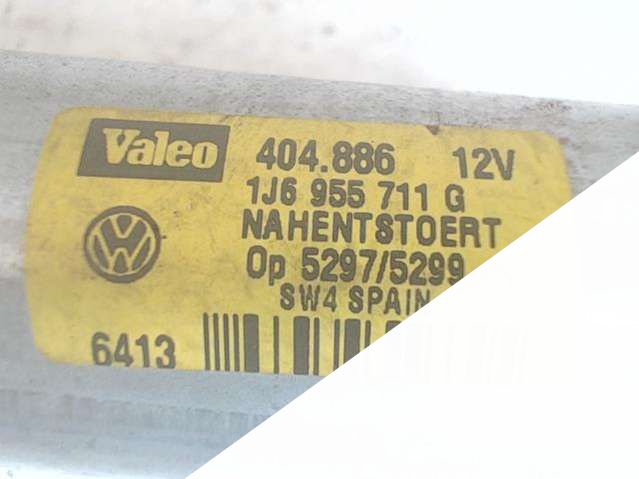 Valeo 404.886 12V
1J6 955 711 G
NAHENTSTOERT
Op 5297/5299
SW4 SPAIN
6413